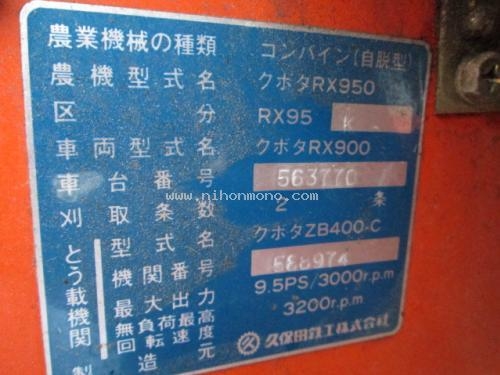 農業機械の種類 コンバイン(自脱型)
農機型式名 クボタRX950
区分 RX95 K
車両型式名 クボタRX900
車台番号 563770
刈取条数 2条
とう載機関 型式名 クボタZB400-C
機関番号
最大出力 9.5PS/3000r.p.m
無負荷最高回転速度 3200r.p.m
製造元 久保田鉄工株式会社
www.nihonmono.com